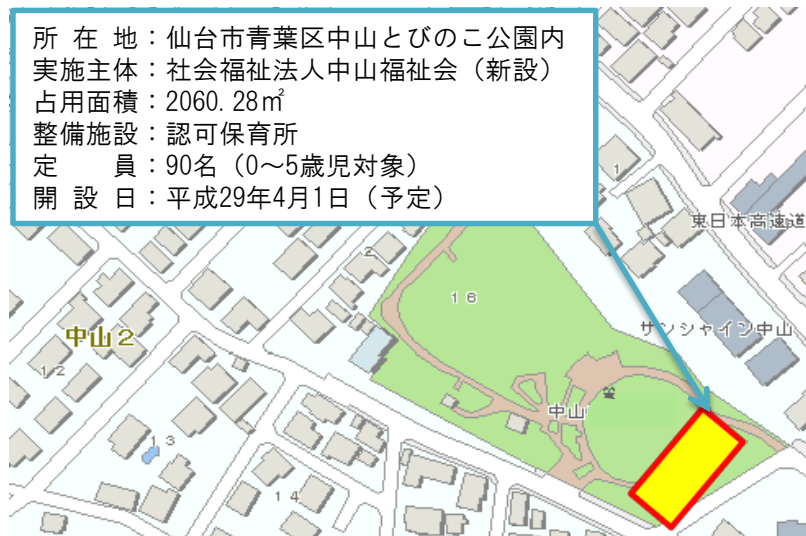 所 在 地：仙台市青葉区中山とびのこ公園内
実施主体：社会福祉法人中山福祉会（新設）
占用面積：2060.28㎡
整備施設：認可保育所
定　　員：90名（0～5歳児対象）
開 設 日：平成29年4月1日（予定）
1
東日本高速道
2
16
サンシャイン中山
中山2
12
中山
13
14